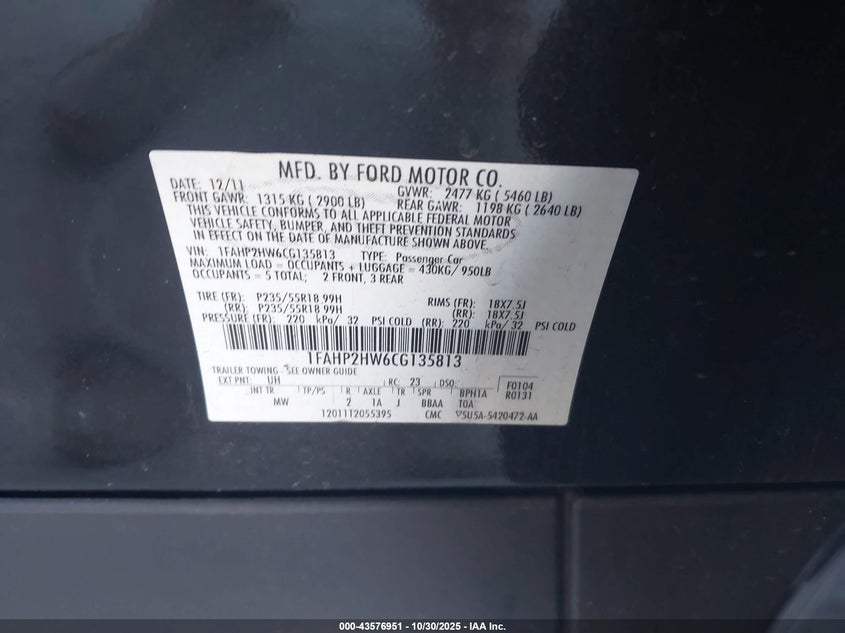 MFD. BY FORD MOTOR CO.
DATE: 12/11 GVWR: 2477 KG ( 5460 LB)
FRONT GAWR: 1315 KG ( 2900 LB) REAR GAWR: 1198 KG ( 2640 LB)
THIS VEHICLE CONFORMS TO ALL APPLICABLE FEDERAL MOTOR
VEHICLE SAFETY, BUMPER, AND THEFT PREVENTION STANDARDS
IN EFFECT ON THE DATE OF MANUFACTURE SHOWN ABOVE.
VIN: 1FAHP2HW6CG135813 TYPE: Passenger Car
MAXIMUM LOAD = OCCUPANTS + LUGGAGE = 430KG/ 950LB
OCCUPANTS = 5 TOTAL; 2 FRONT, 3 REAR
TIRE (FR): P235/55R18 99H RIMS (FR): 18X7.5J
(RR): P235/55R18 99H (RR): 18X7.5J
PRESSURE (FR): 220 kPa/ 32 PSI COLD (RR): 220 kPa/ 32 PSI COLD
1FAHP2HW6CG135813
TRAILER TOWING - SEE OWNER GUIDE
EXT PNT: UH RC: 23 DSO: F0104
INT TR TP/PS R AXLE TR SPR BPH1A R0131
MW 2 1A J BBAA TOA
1201112055395 CMC 5U5A-5420472-AA
000-43576951 - 10/30/2025 - IAA Inc.